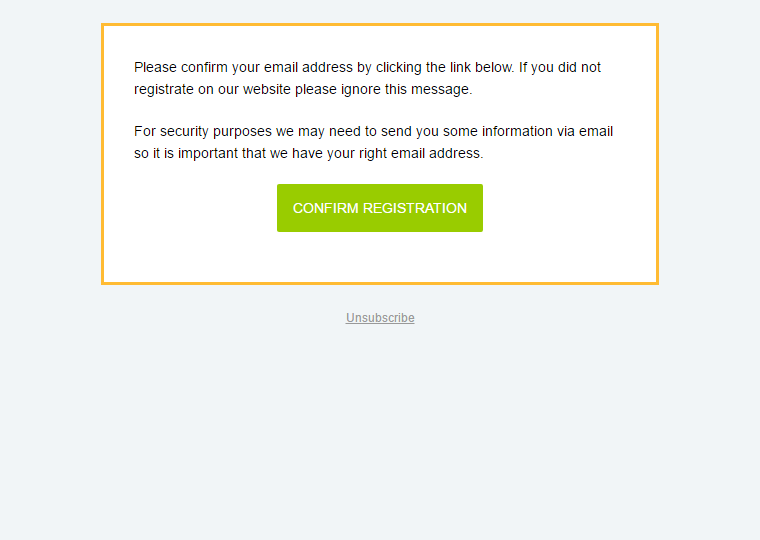 Please confirm your email address by clicking the link below. If you did not
registrate on our website please ignore this message.
For security purposes we may need to send you some information via email
so it is important that we have your right email address.
CONFIRM REGISTRATION
Unsubscribe